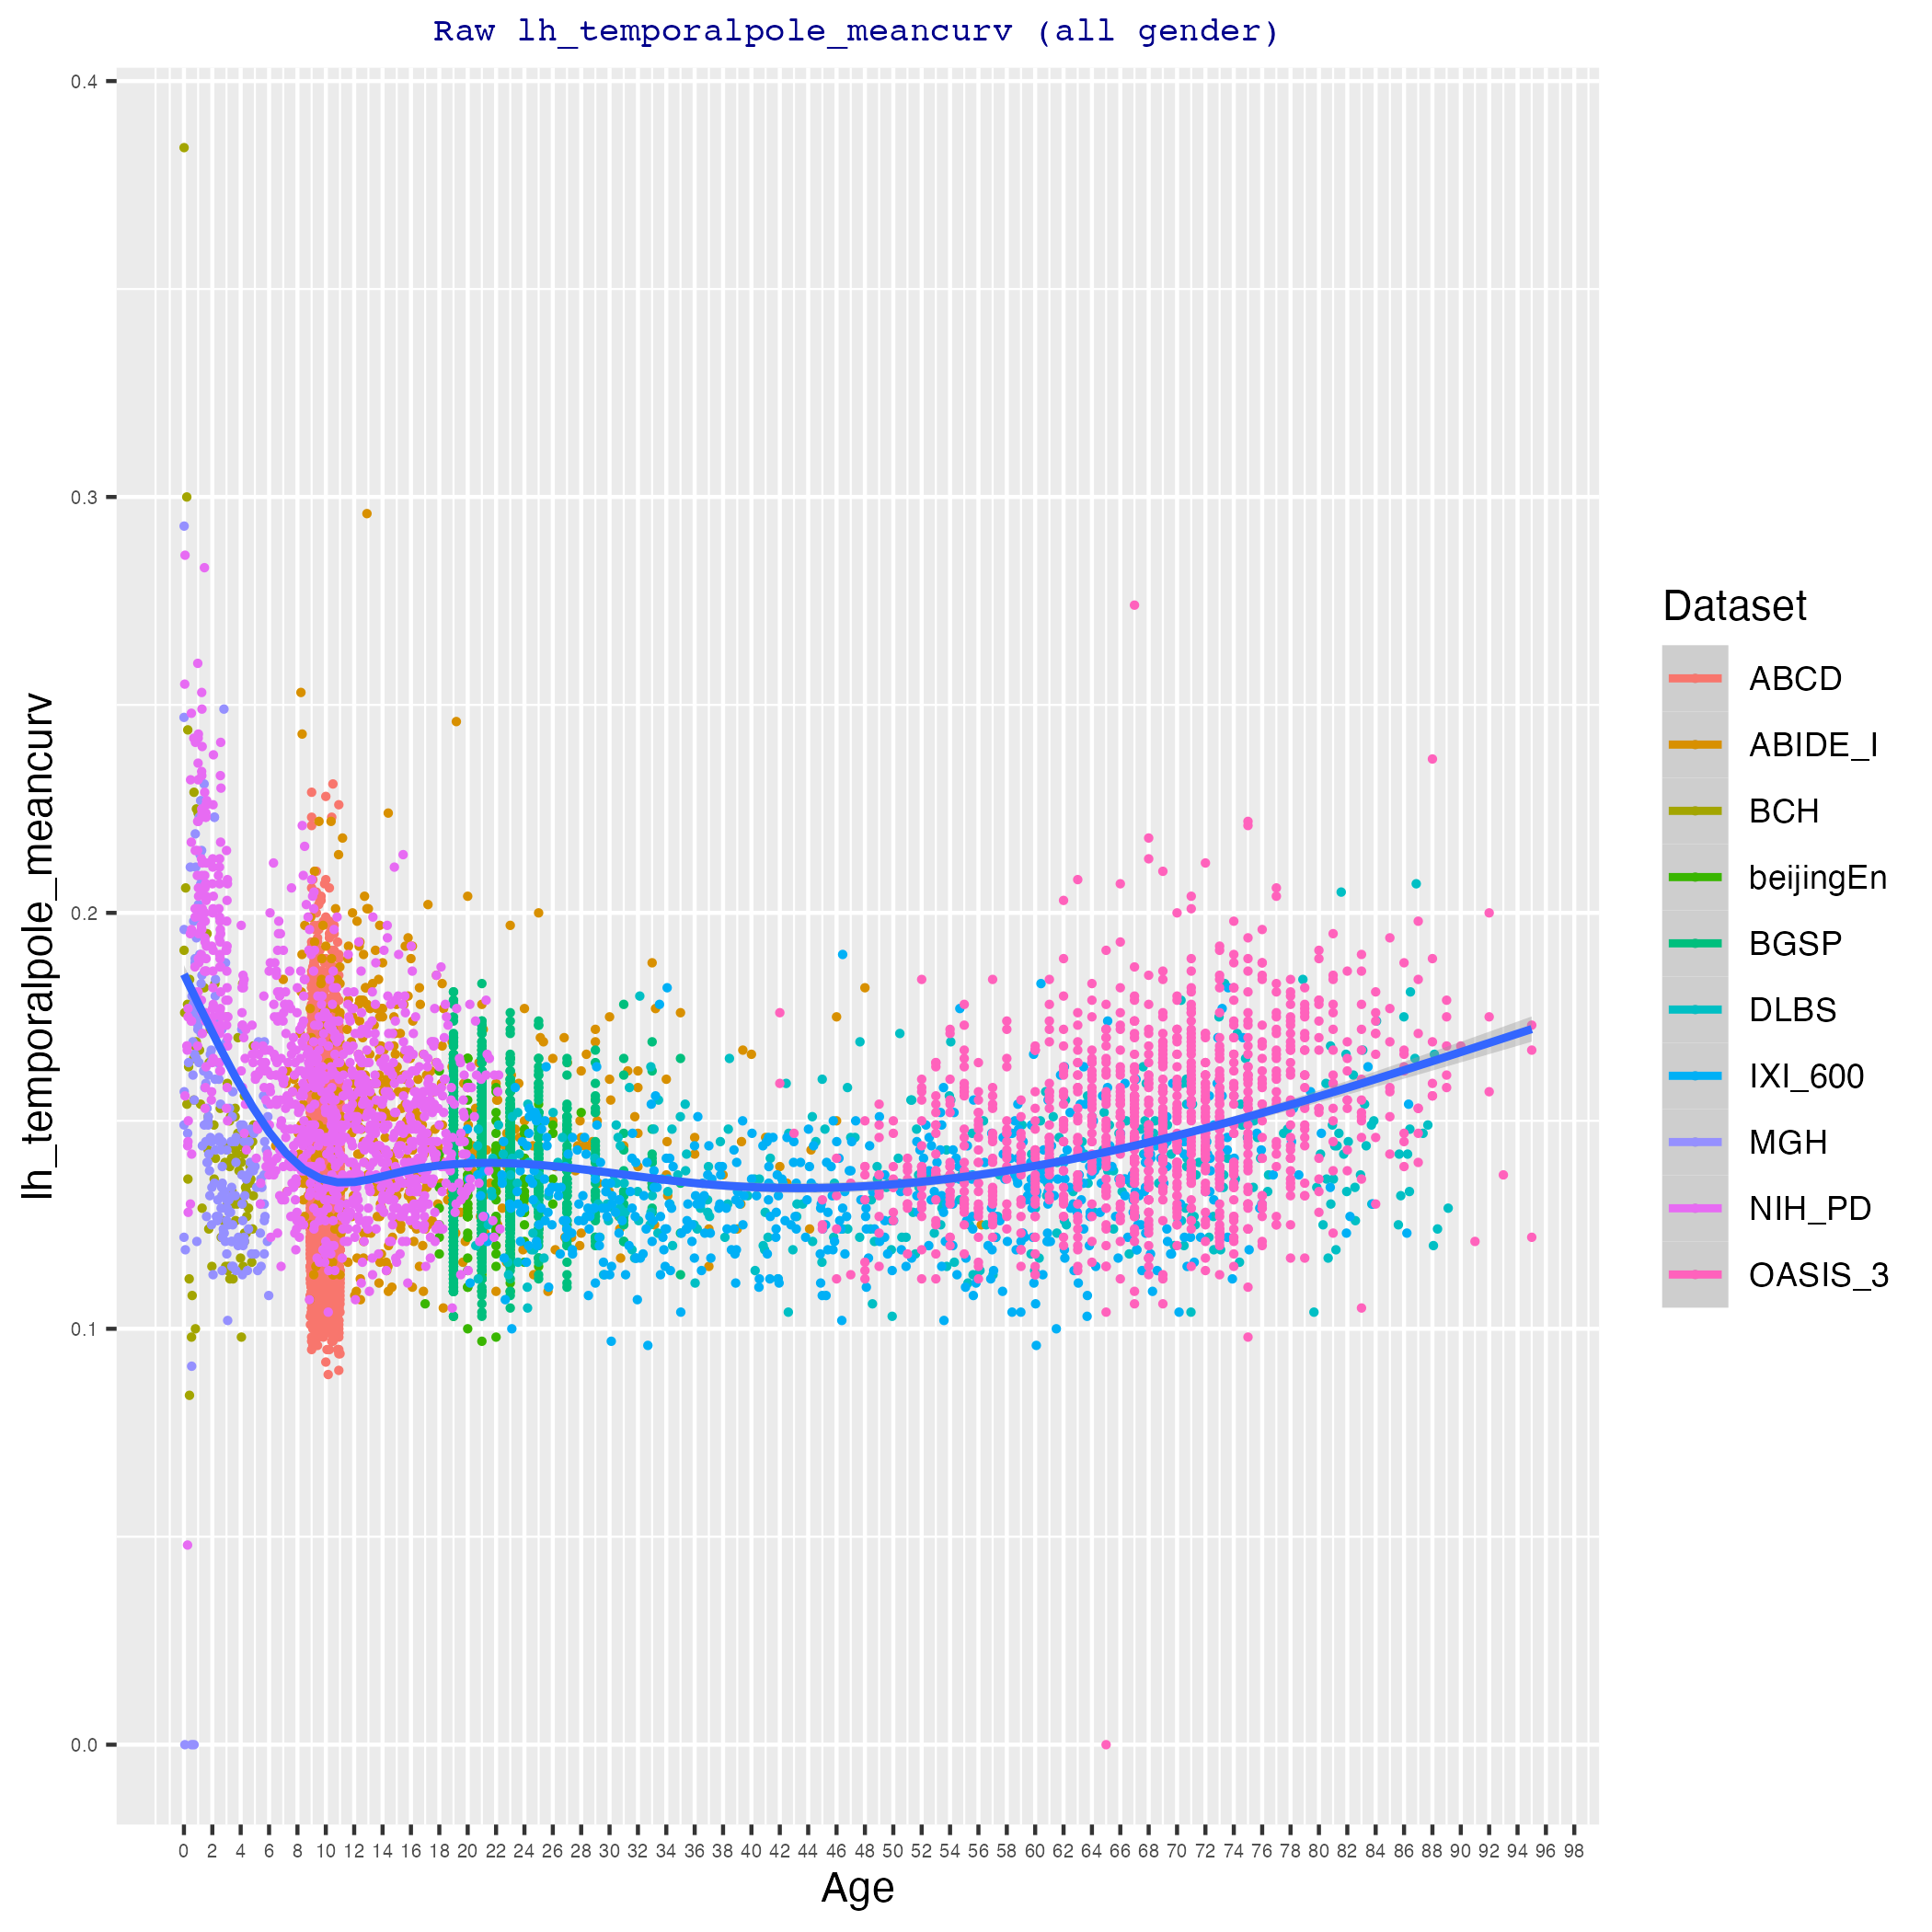 Raw lh_temporalpole_meancurv (all gender)
lh_temporalpole_meancurv
0.4
0.3
0.2
0.1
0.0
0 2 4 6 8 10 12 14 16 18 20 22 24 26 28 30 32 34 36 38 40 42 44 46 48 50 52 54 56 58 60 62 64 66 68 70 72 74 76 78 80 82 84 86 88 90 92 94 96 98
Age
Dataset
ABCD
ABIDE_I
BCH
beijingEn
BGSP
DLBS
IXI_600
MGH
NIH_PD
OASIS_3